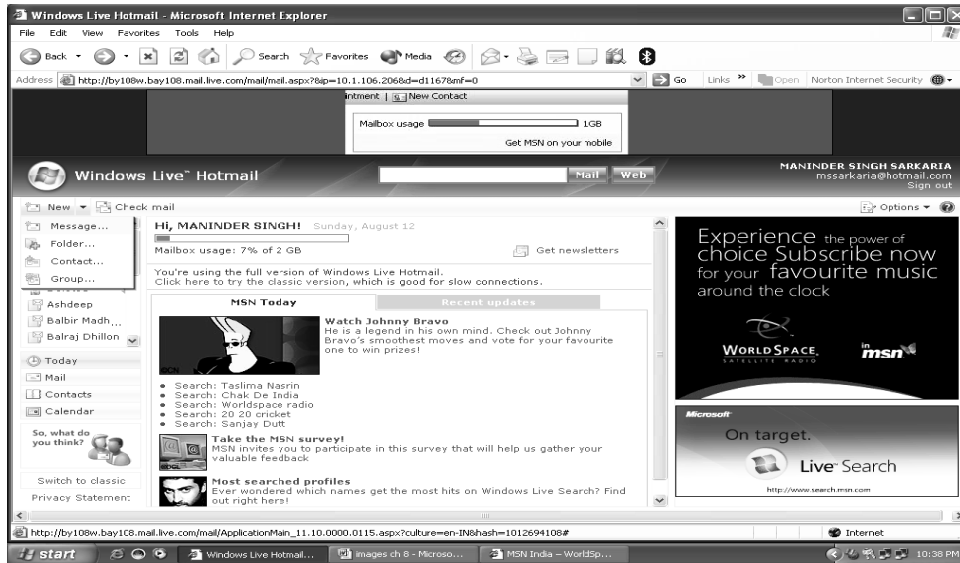 Windows Live Hotmail - Microsoft Internet Explorer
File Edit View Favorites Tools Help
Back Search Favorites Media
Address http://by108w.bay108.mail.live.com/mail/mail.aspx?&ip=10.1.106.206&d=d1167&mf=0 Go Links » Open Norton Internet Security
intment | New Contact
Mailbox usage 1GB
Get MSN on your mobile
Windows Live™ Hotmail Mail Web
MANINDER SINGH SARKARIA
mssarkaria@hotmail.com
Sign out
New Check mail Options
Message...
Folder...
Contact...
Group...
Ashdeep
Balbir Madh...
Balraj Dhillon
Today
Mail
Contacts
Calendar
So, what do you think?
Switch to classic
Privacy Statement
Hi, MANINDER SINGH! Sunday, August 12
Mailbox usage: 7% of 2 GB Get newsletters
You're using the full version of Windows Live Hotmail.
Click here to try the classic version, which is good for slow connections.
MSN Today Recent updates
Watch Johnny Bravo
He is a legend in his own mind. Check out Johnny
Bravo's smoothest moves and vote for your favourite
one to win prizes!
• Search: Taslima Nasrin
• Search: Chak De India
• Search: Worldspace radio
• Search: 20 20 cricket
• Search: Sanjay Dutt
Take the MSN survey!
MSN invites you to participate in this survey that will help us gather your
valuable feedback
Most searched profiles
Ever wondered which names get the most hits on Windows Live Search? Find
out right here!
Experience the power of
choice Subscribe now
for your favourite music
around the clock
WORLDSPACE
SATELLITE RADIO
in msn
Microsoft
On target.
Live™ Search
http://www.search.msn.com
http://by108w.bay108.mail.live.com/mail/ApplicationMain_11.10.0000.0115.aspx?culture=en-IN&hash=1012694108# Internet
start Windows Live Hotmail... images ch 8 - Microso... MSN India – WorldSp... 10:38 PM